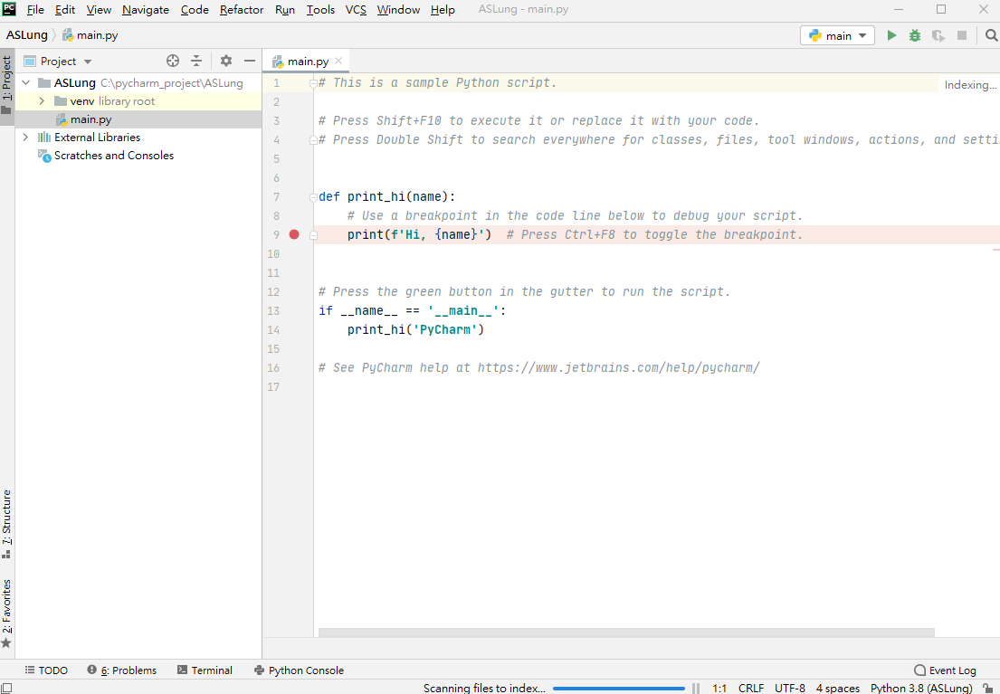 PC File Edit View Navigate Code Refactor Run Tools VCS Window Help ASLung - main.py
ASLung main.py main
1: Project
Project
ASLung C:\pycharm_project\ASLung
venv library root
main.py
External Libraries
Scratches and Consoles
7: Structure
2: Favorites
main.py
Indexing...
1 # This is a sample Python script.
2
3 # Press Shift+F10 to execute it or replace it with your code.
4 # Press Double Shift to search everywhere for classes, files, tool windows, actions, and setti
5
6
7 def print_hi(name):
8 # Use a breakpoint in the code line below to debug your script.
9 print(f'Hi, {name}')  # Press Ctrl+F8 to toggle the breakpoint.
10
11
12 # Press the green button in the gutter to run the script.
13 if __name__ == '__main__':
14 print_hi('PyCharm')
15
16 # See PyCharm help at https://www.jetbrains.com/help/pycharm/
17
TODO 6: Problems Terminal Python Console Event Log
Scanning files to index... 1:1 CRLF UTF-8 4 spaces Python 3.8 (ASLung)